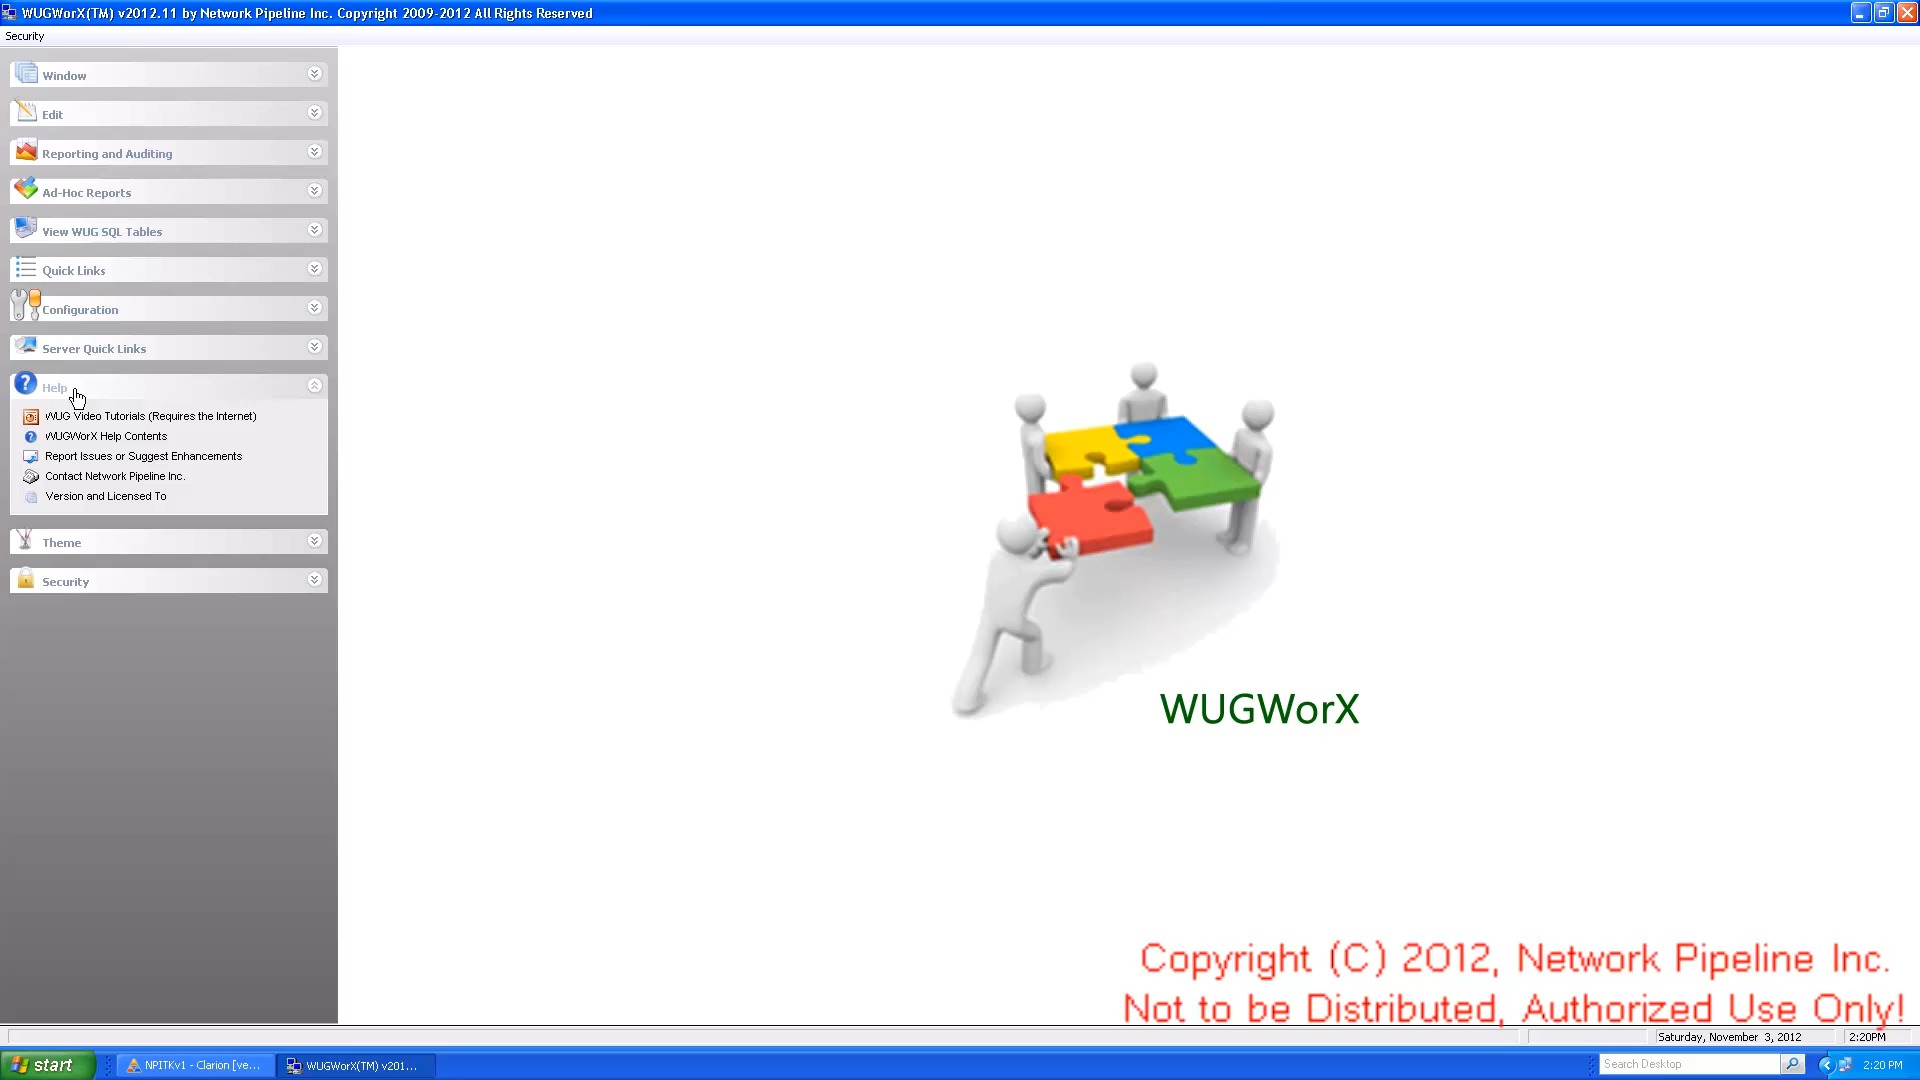 WUGWorX(TM) v2012.11 by Network Pipeline Inc. Copyright 2009-2012 All Rights Reserved
Security
Window
Edit
Reporting and Auditing
Ad-Hoc Reports
View WUG SQL Tables
Quick Links
Configuration
Server Quick Links
Help
WUG Video Tutorials (Requires the Internet)
WUGWorX Help Contents
Report Issues or Suggest Enhancements
Contact Network Pipeline Inc.
Version and Licensed To
Theme
Security
WUGWorX
Copyright (C) 2012, Network Pipeline Inc.
Not to be Distributed, Authorized Use Only!
Saturday, November 3, 2012 2:20PM
start NPITKv1 - Clarion [ve... WUGWorX(TM) v201... Search Desktop 2:20 PM